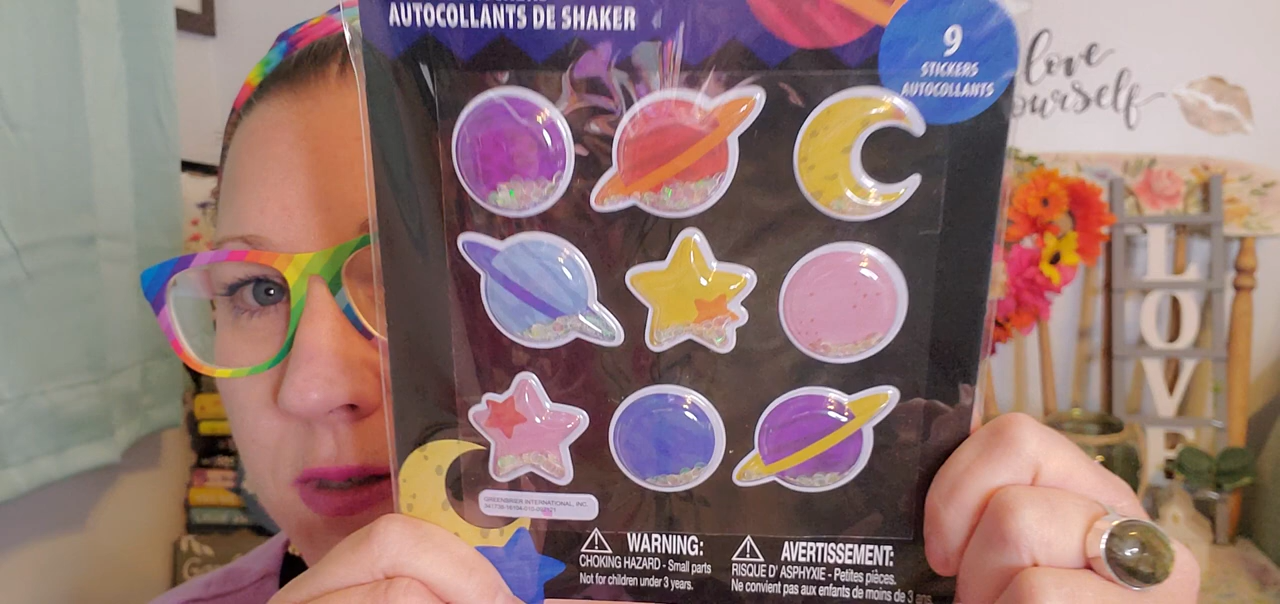 AUTOCOLLANTS DE SHAKER
9
STICKERS
AUTOCOLLANTS
love
yourself
LOVE
GREENBRIER INTERNATIONAL, INC.
WARNING:
CHOKING HAZARD - Small parts
Not for children under 3 years.
AVERTISSEMENT:
RISQUE D' ASPHYXIE - Petites pièces.
Ne convient pas aux enfants de moins de 3 ans.